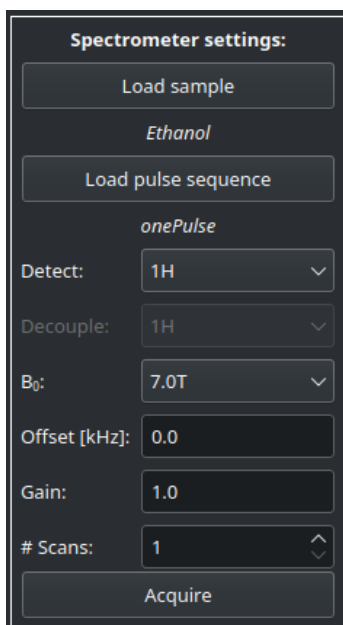 Spectrometer settings:
Load sample
Ethanol
Load pulse sequence
onePulse
Detect: 1H
Decouple: 1H
B₀: 7.0T
Offset [kHz]: 0.0
Gain: 1.0
# Scans: 1
Acquire